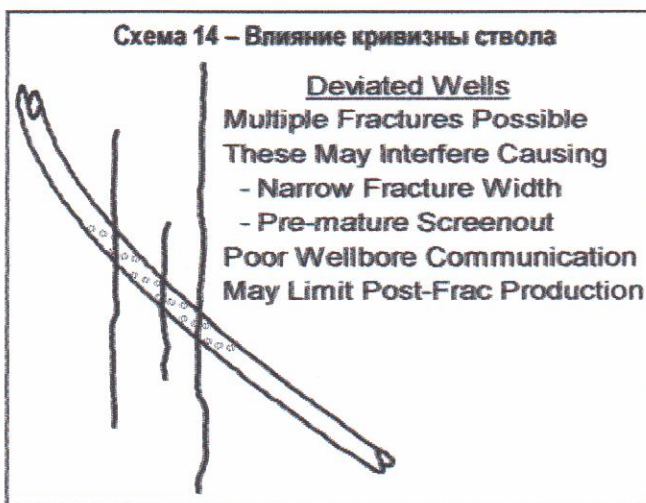 Схема 14 – Влияние кривизны ствола
Deviated Wells
Multiple Fractures Possible
These May Interfere Causing
- Narrow Fracture Width
- Pre-mature Screenout
Poor Wellbore Communication
May Limit Post-Frac Production